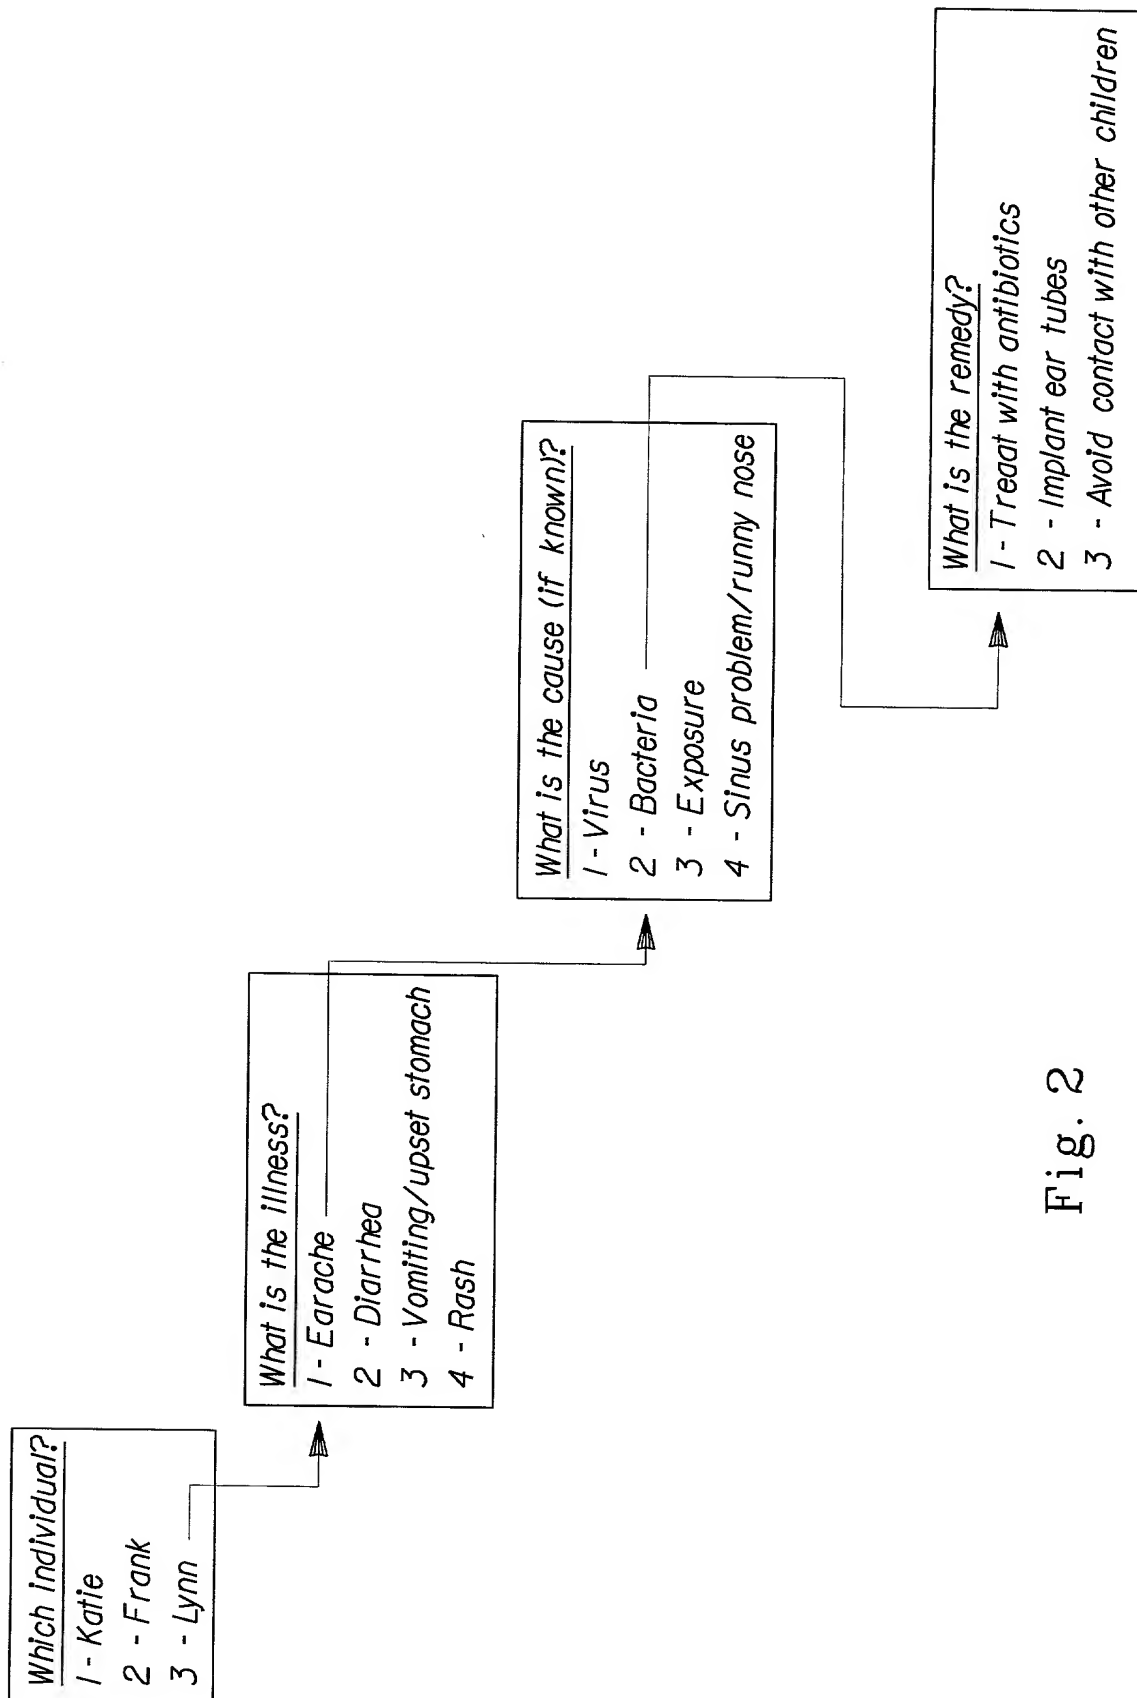 Which individual?
1 - Katie
2 - Frank
3 - Lynn
What is the illness?
1 - Earache
2 - Diarrhea
3 - Vomiting/upset stomach
4 - Rash
What is the cause (if known)?
1 - Virus
2 - Bacteria
3 - Exposure
4 - Sinus problem/runny nose
What is the remedy?
1 - Treaat with antibiotics
2 - Implant ear tubes
3 - Avoid contact with other children
Fig. 2